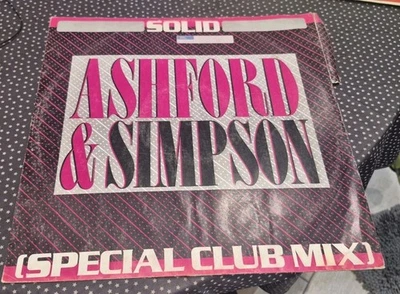 SOLID
ASHFORD
& SIMPSON
(SPECIAL CLUB MIX)